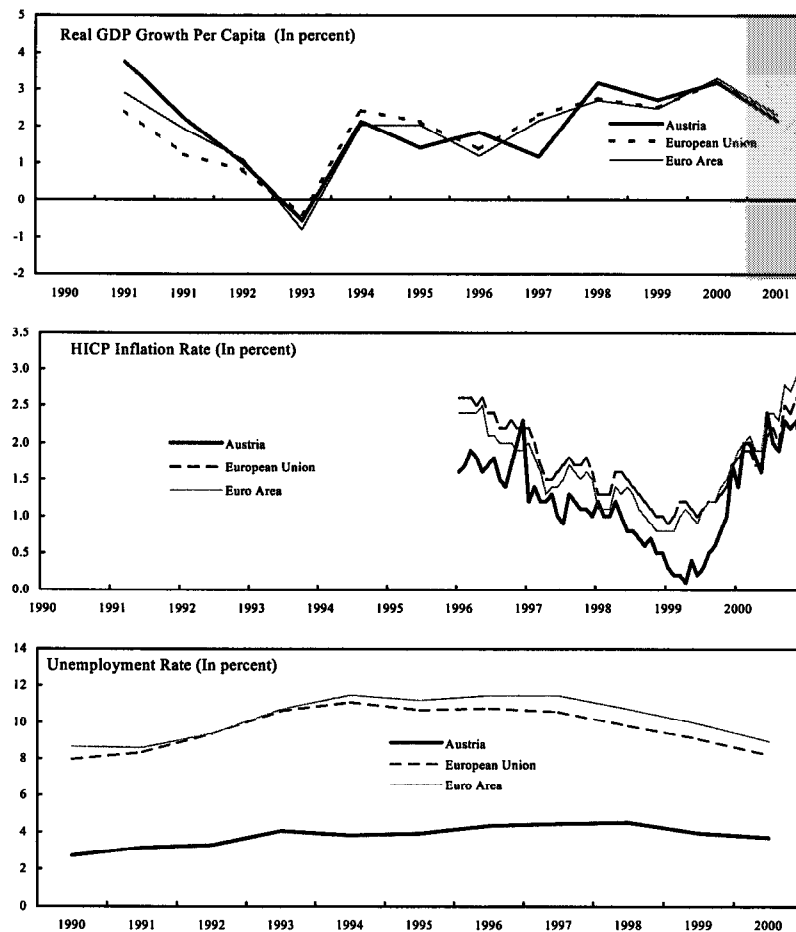 Real GDP Growth Per Capita (In percent)
5
4
3
2
1
0
-1
-2
Austria
European Union
Euro Area
1990 1991 1991 1992 1993 1994 1995 1996 1997 1998 1999 2000 2001
HICP Inflation Rate (In percent)
3.5
3.0
2.5
2.0
1.5
1.0
0.5
0.0
Austria
European Union
Euro Area
1990 1991 1992 1993 1994 1995 1996 1997 1998 1999 2000
Unemployment Rate (In percent)
14
12
10
8
6
4
2
0
Austria
European Union
Euro Area
1990 1991 1992 1993 1994 1995 1996 1997 1998 1999 2000